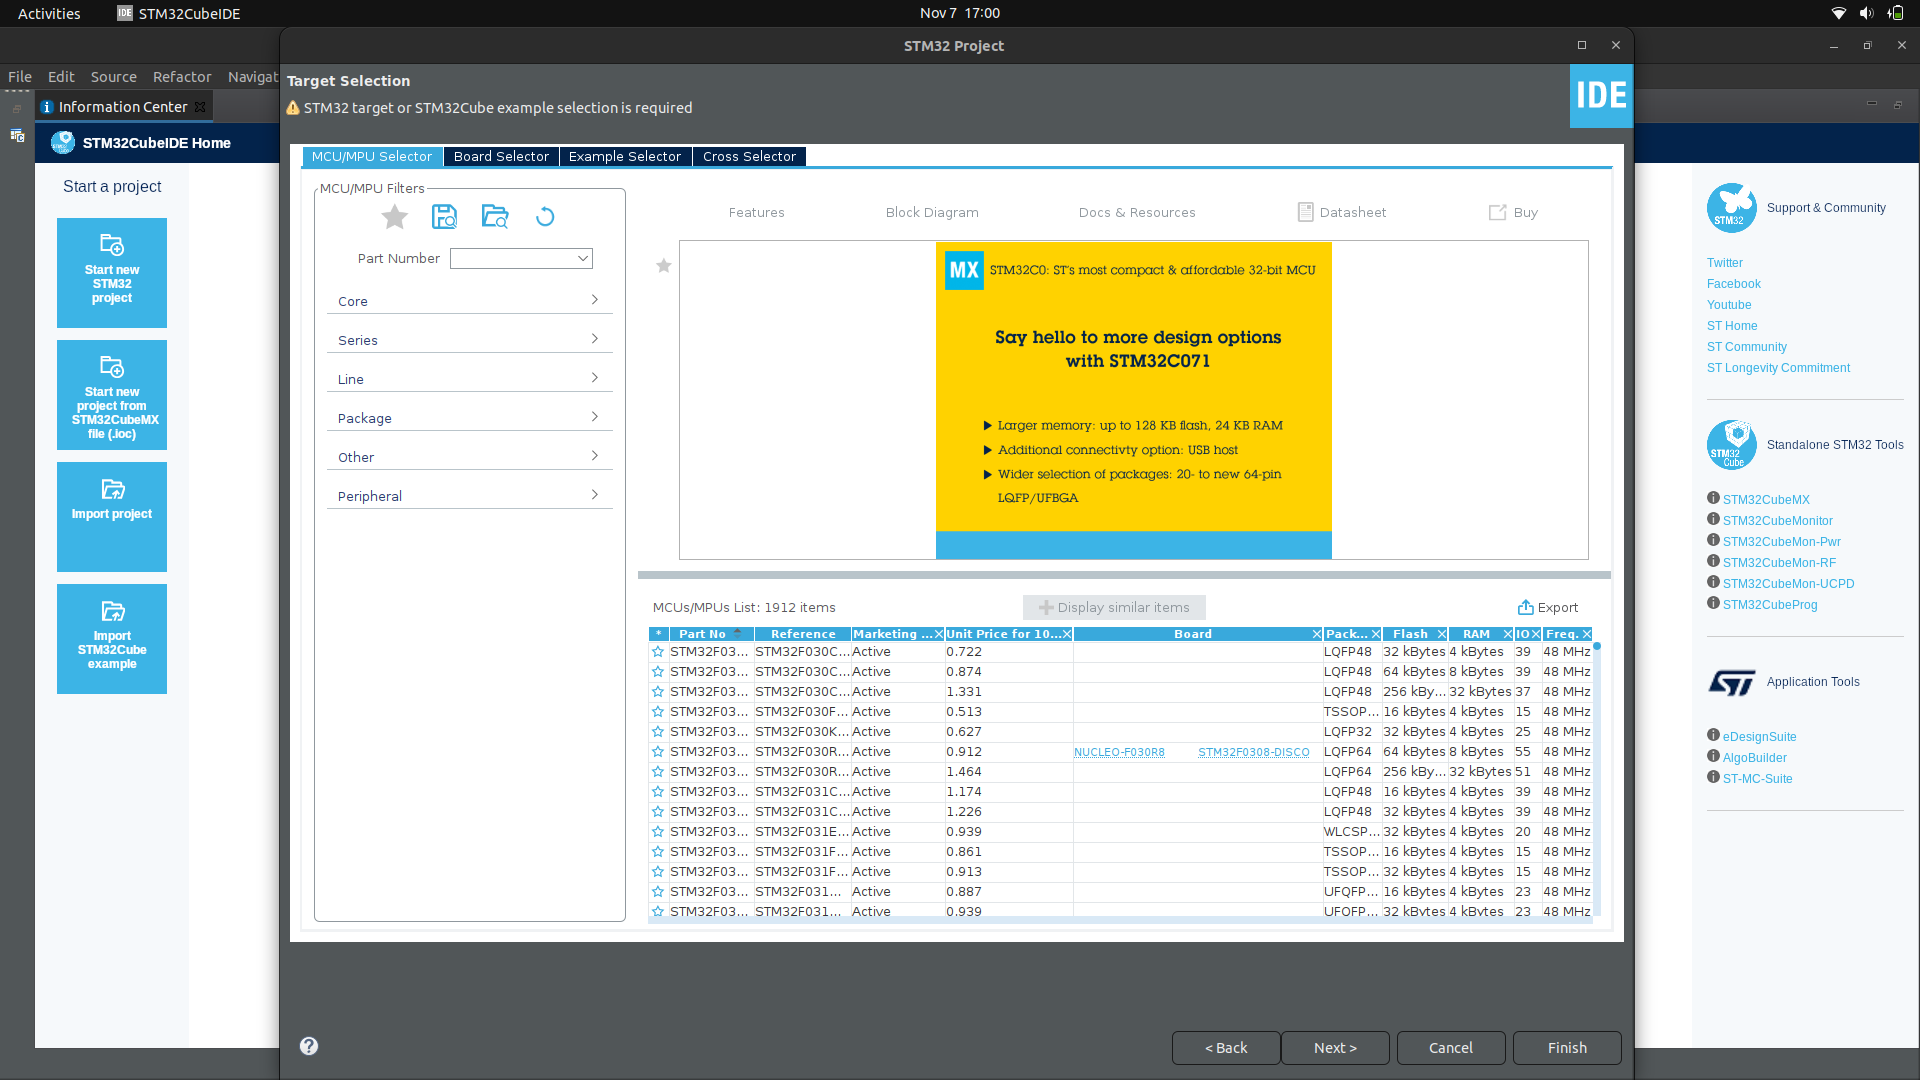 Activities
IDE STM32CubeIDE
Nov 7 17:00
STM32 Project
File Edit Source Refactor Navigat
Information Center
STM32CubeIDE Home
Target Selection
STM32 target or STM32Cube example selection is required
IDE
Start a project
Start new
STM32
project
Start new
project from
STM32CubeMX
file (.ioc)
Import project
Import
STM32Cube
example
MCU/MPU Selector
Board Selector
Example Selector
Cross Selector
MCU/MPU Filters
Part Number
Core
Series
Line
Package
Other
Peripheral
Features
Block Diagram
Docs & Resources
Datasheet
Buy
MX
STM32C0: ST's most compact & affordable 32-bit MCU
Say hello to more design options
with STM32C071
Larger memory: up to 128 KB flash, 24 KB RAM
Additional connectivty option: USB host
Wider selection of packages: 20- to new 64-pin
LQFP/UFBGA
MCUs/MPUs List: 1912 items
Display similar items
Export
* Part No Reference Marketing ... Unit Price for 10... Board Pack... Flash RAM IO Freq.
STM32F03... STM32F030C... Active 0.722 LQFP48 32 kBytes 4 kBytes 39 48 MHz
STM32F03... STM32F030C... Active 0.874 LQFP48 64 kBytes 8 kBytes 39 48 MHz
STM32F03... STM32F030C... Active 1.331 LQFP48 256 kBy... 32 kBytes 37 48 MHz
STM32F03... STM32F030F... Active 0.513 TSSOP... 16 kBytes 4 kBytes 15 48 MHz
STM32F03... STM32F030K... Active 0.627 LQFP32 32 kBytes 4 kBytes 25 48 MHz
STM32F03... STM32F030R... Active 0.912 NUCLEO-F030R8 STM32F0308-DISCO LQFP64 64 kBytes 8 kBytes 55 48 MHz
STM32F03... STM32F030R... Active 1.464 LQFP64 256 kBy... 32 kBytes 51 48 MHz
STM32F03... STM32F031C... Active 1.174 LQFP48 16 kBytes 4 kBytes 39 48 MHz
STM32F03... STM32F031C... Active 1.226 LQFP48 32 kBytes 4 kBytes 39 48 MHz
STM32F03... STM32F031E... Active 0.939 WLCSP... 32 kBytes 4 kBytes 20 48 MHz
STM32F03... STM32F031F... Active 0.861 TSSOP... 16 kBytes 4 kBytes 15 48 MHz
STM32F03... STM32F031F... Active 0.913 TSSOP... 32 kBytes 4 kBytes 15 48 MHz
STM32F03... STM32F031... Active 0.887 UFQFP... 16 kBytes 4 kBytes 23 48 MHz
STM32F03... STM32F031... Active 0.939 UFQFP... 32 kBytes 4 kBytes 23 48 MHz
?
< Back
Next >
Cancel
Finish
STM32
Support & Community
Twitter
Facebook
Youtube
ST Home
ST Community
ST Longevity Commitment
STM32
Cube
Standalone STM32 Tools
STM32CubeMX
STM32CubeMonitor
STM32CubeMon-Pwr
STM32CubeMon-RF
STM32CubeMon-UCPD
STM32CubeProg
ST
Application Tools
eDesignSuite
AlgoBuilder
ST-MC-Suite